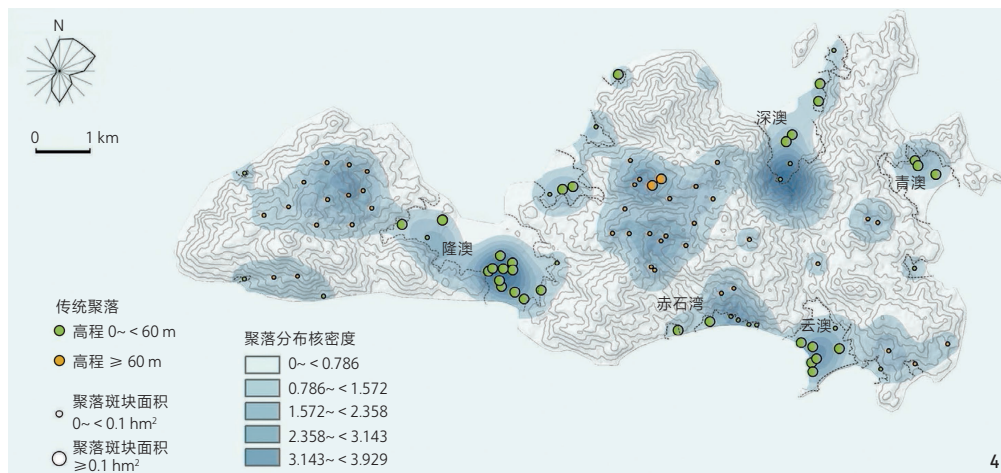 N
0 1 km
深澳
青澳
隆澳
赤石湾
云澳
传统聚落
高程 0~ < 60 m
高程 ≥ 60 m
聚落斑块面积
0~ < 0.1 hm²
聚落斑块面积
≥0.1 hm²
聚落分布核密度
0~ < 0.786
0.786~ < 1.572
1.572~ < 2.358
2.358~ < 3.143
3.143~ < 3.929
4